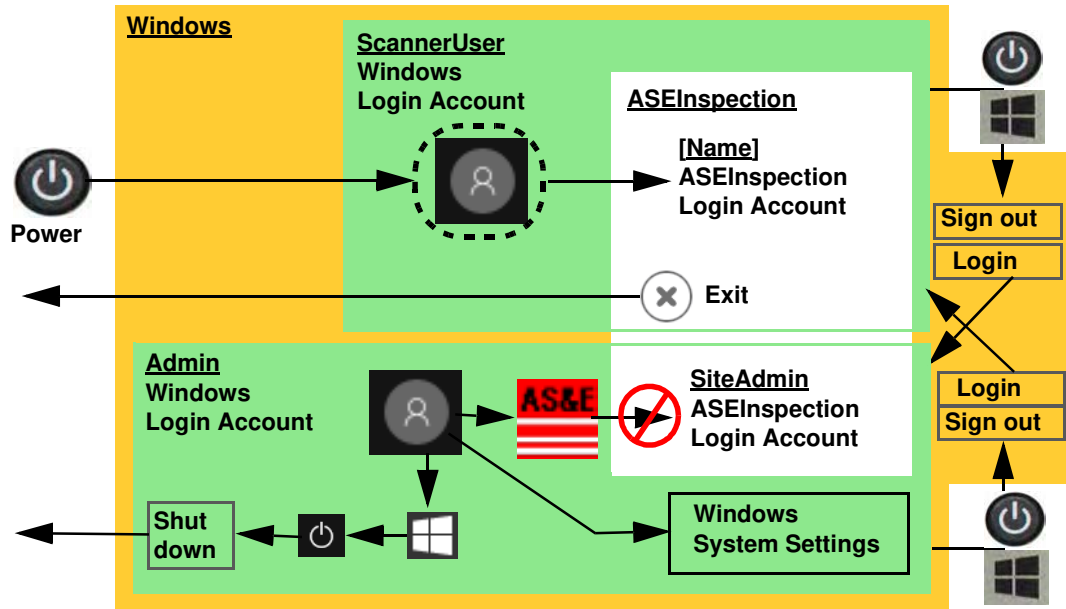 Windows
ScannerUser
Windows
Login Account
ASEInspection
[Name]
ASEInspection
Login Account
Power
Sign out
Login
Exit
Admin
Windows
Login Account
AS&E
SiteAdmin
ASEInspection
Login Account
Login
Sign out
Shut
down
Windows
System Settings